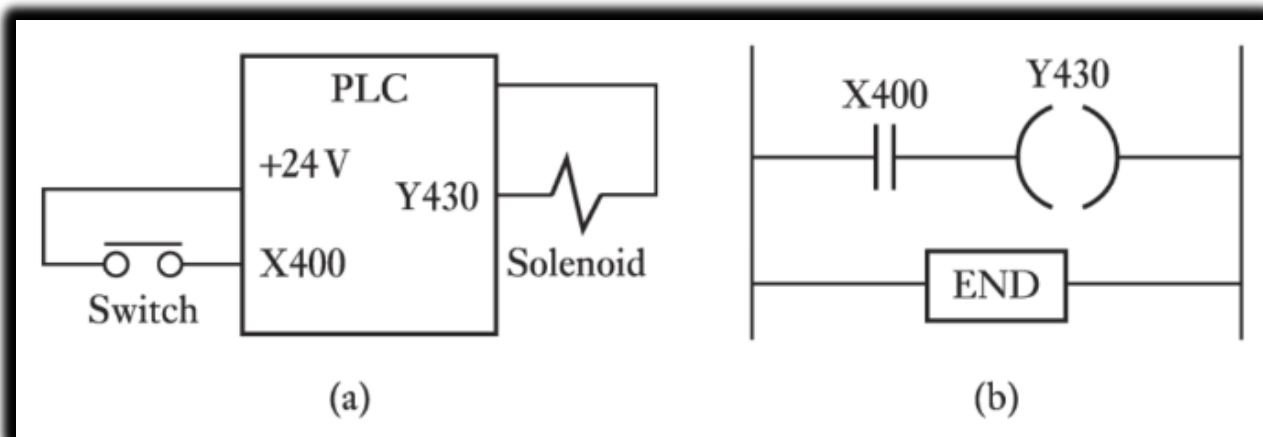 PLC
+24 V
Y430
X400
Switch
Solenoid
(a)
X400
Y430
END
(b)